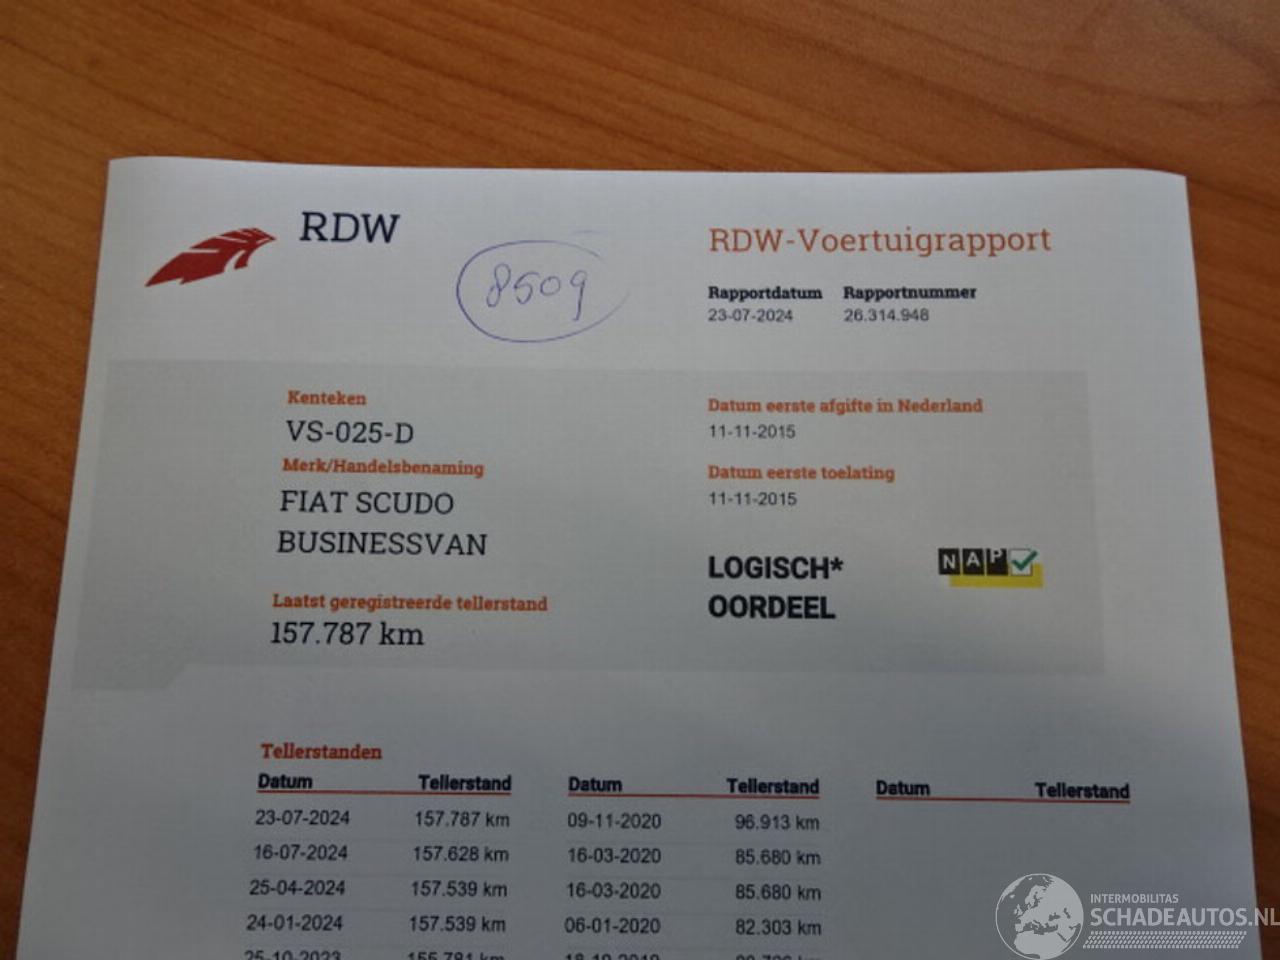 RDW
8509
RDW-Voertuigrapport
Rapportdatum Rapportnummer
23-07-2024 26.314.948
Kenteken
VS-025-D
Merk/Handelsbenaming
FIAT SCUDO
BUSINESSVAN
Laatst geregistreerde tellerstand
157.787 km
Datum eerste afgifte in Nederland
11-11-2015
Datum eerste toelating
11-11-2015
LOGISCH*
OORDEEL
NAP
Tellerstanden
Datum Tellerstand Datum Tellerstand Datum Tellerstand
23-07-2024 157.787 km 09-11-2020 96.913 km
16-07-2024 157.628 km 16-03-2020 85.680 km
25-04-2024 157.539 km 16-03-2020 85.680 km
24-01-2024 157.539 km 06-01-2020 82.303 km
25-10-2023 km
INTERMOBILITAS
SCHADEAUTOS.NL